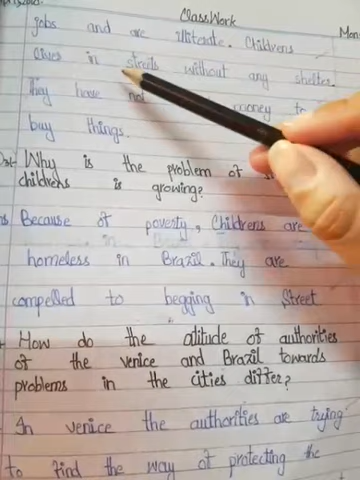 ClassWork
jobs and are illiterate. Childrens
lives in streits without any shelter.
They have not money to
buy things.
Why is the problem of
childrens is growing?
Because of poverty, Childrens are
homeless in Brazil. They are
compelled to begging in Street
How do the atitude of authorities
of the venice and Brazil towards
problems in the cities differ?
In venice the authorities are trying
to find the way of protecting the